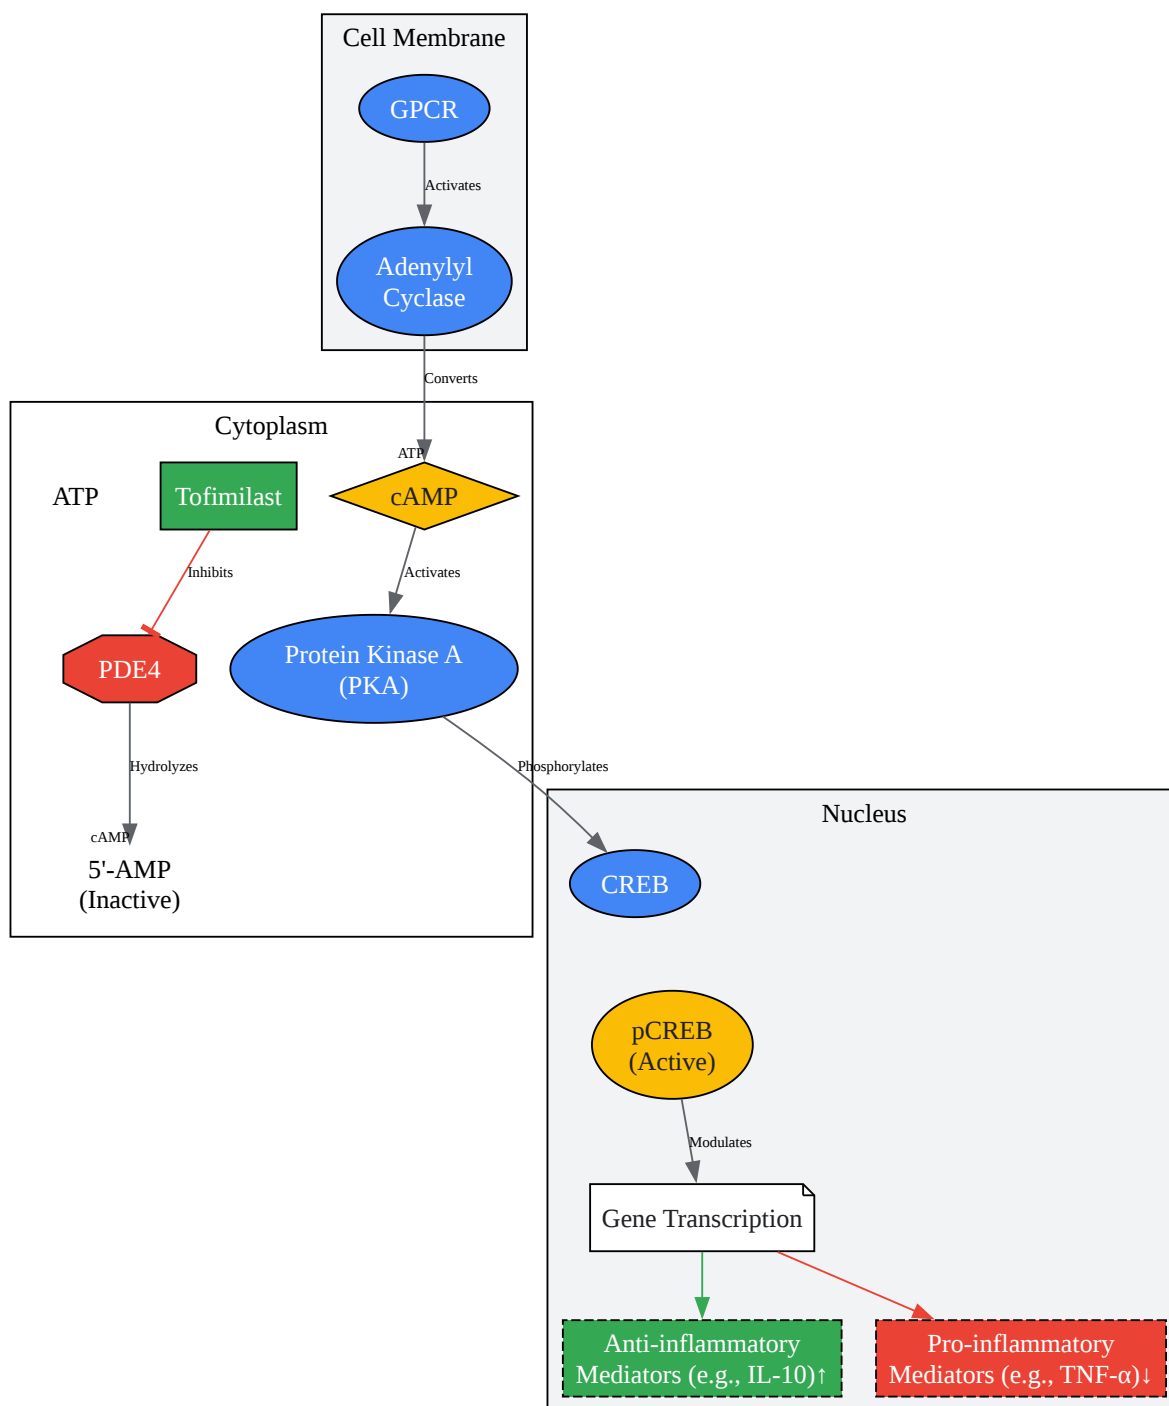 Cell Membrane
GPCR
Activates
Adenylyl
Cyclase
Converts
Cytoplasm
ATP
ATP
Tofimilast
cAMP
Inhibits
Activates
PDE4
Protein Kinase A
(PKA)
Hydrolyzes
Phosphorylates
cAMP
5'-AMP
(Inactive)
Nucleus
CREB
pCREB
(Active)
Modulates
Gene Transcription
Anti-inflammatory
Mediators (e.g., IL-10)↑
Pro-inflammatory
Mediators (e.g., TNF-α)↓